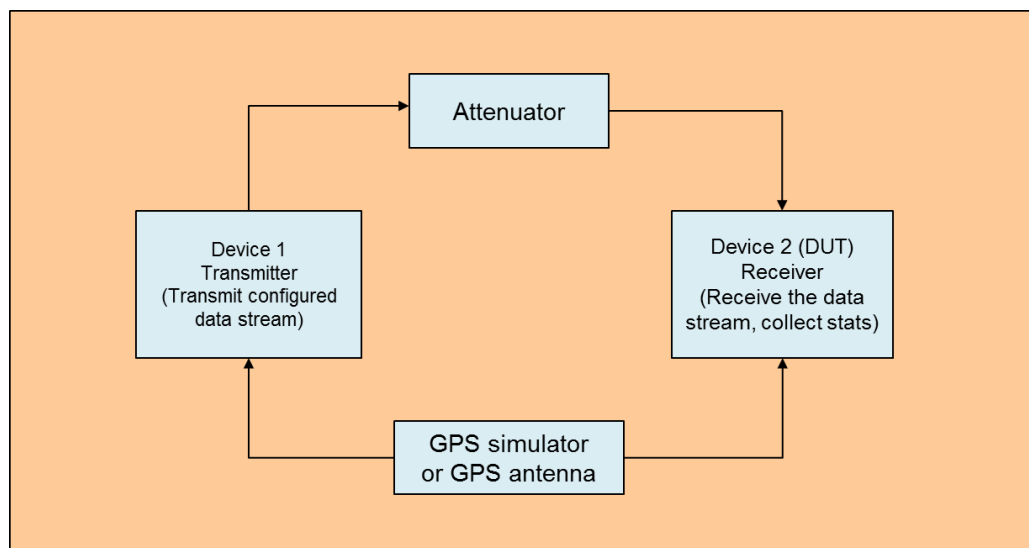 Attenuator
Device 1
Transmitter
(Transmit configured
data stream)
Device 2 (DUT)
Receiver
(Receive the data
stream, collect stats)
GPS simulator
or GPS antenna